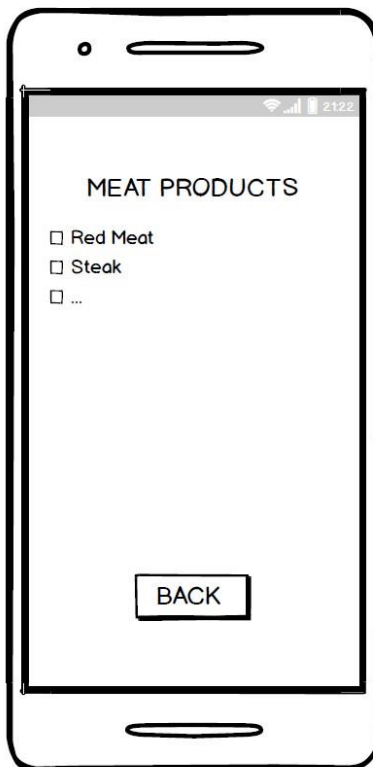 21:22
MEAT PRODUCTS
Red Meat
Steak
...
BACK